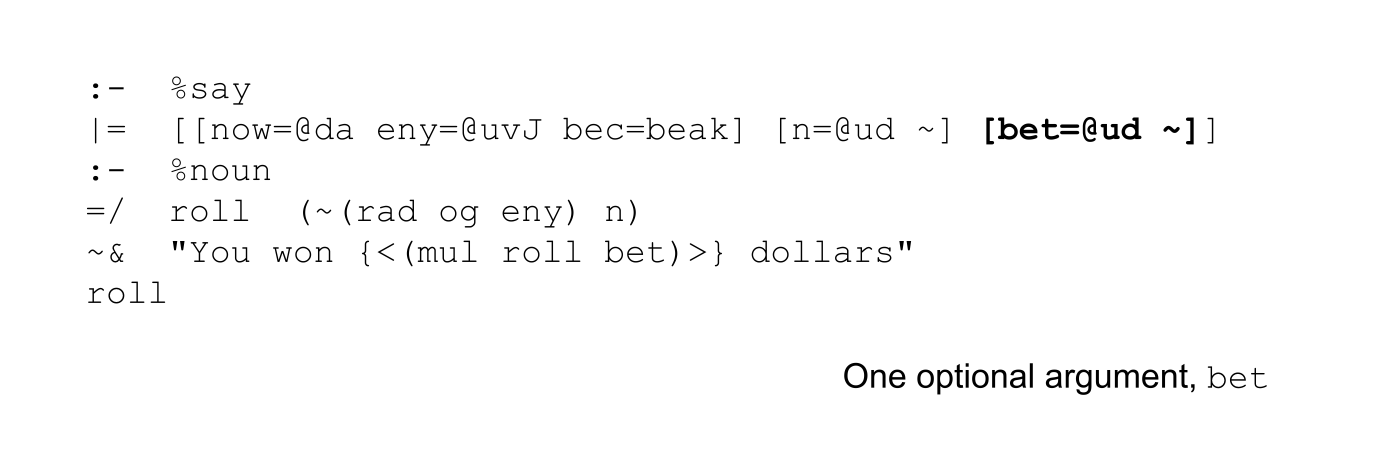 :-  %say
|=  [[now=@da eny=@uvJ bec=beak] [n=@ud ~] [bet=@ud ~]]
:-  %noun
=/  roll  (~(rad og eny) n)
~&  "You won {<(mul roll bet)>} dollars"
roll
One optional argument, bet